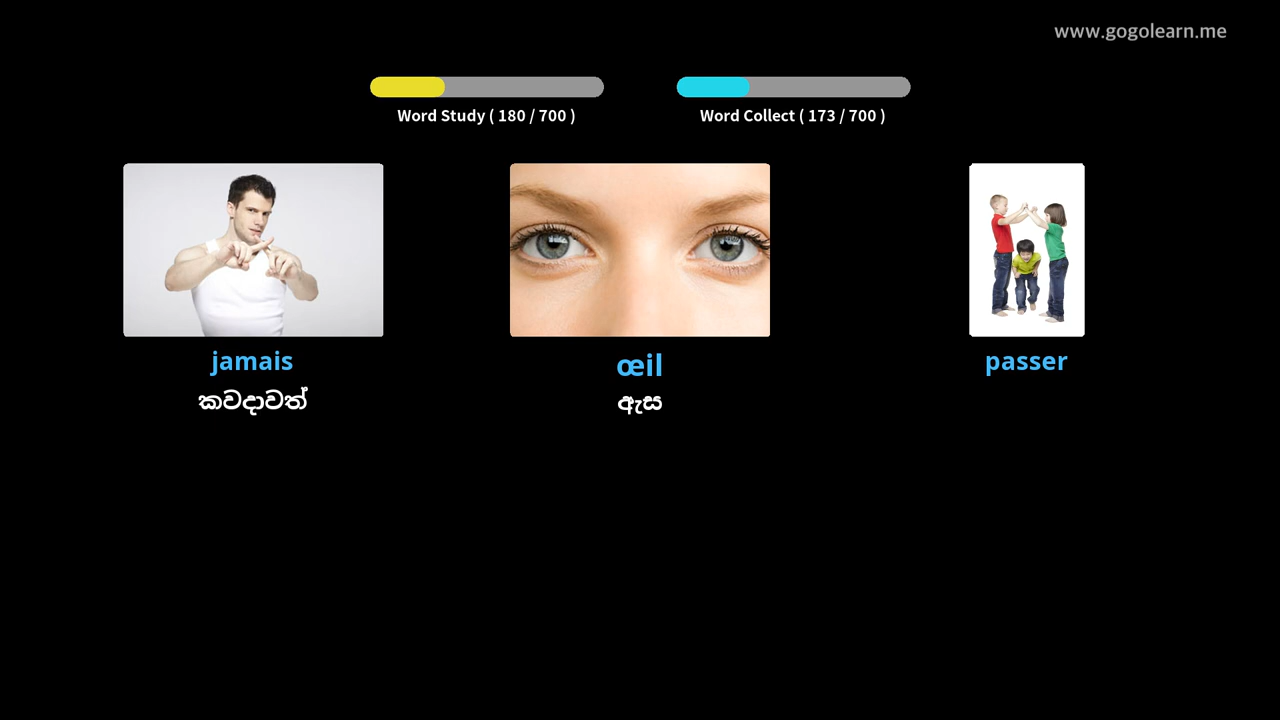 www.gogolearn.me
Word Study ( 180 / 700 )
Word Collect ( 173 / 700 )
jamais
කවදාවත්
œil
ඇස
passer